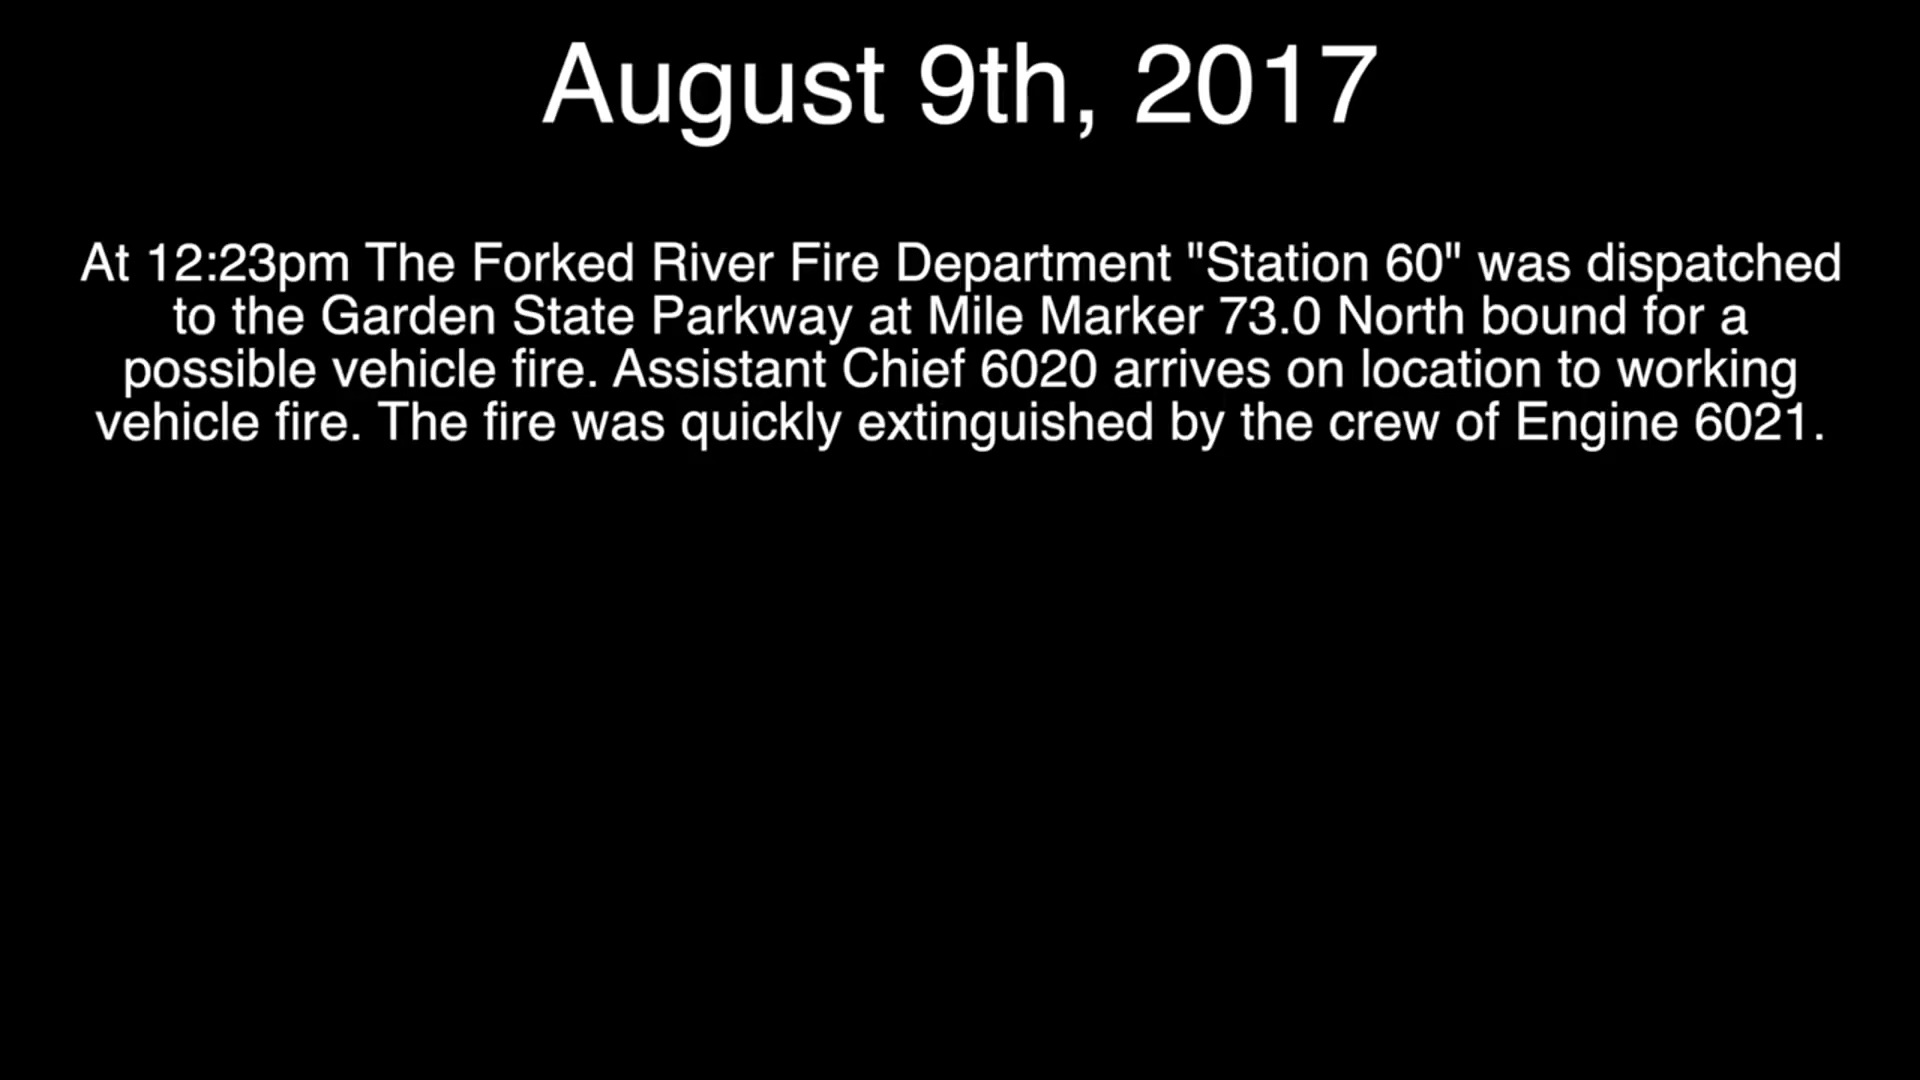 August 9th, 2017
At 12:23pm The Forked River Fire Department "Station 60" was dispatched
to the Garden State Parkway at Mile Marker 73.0 North bound for a
possible vehicle fire. Assistant Chief 6020 arrives on location to working
vehicle fire. The fire was quickly extinguished by the crew of Engine 6021.